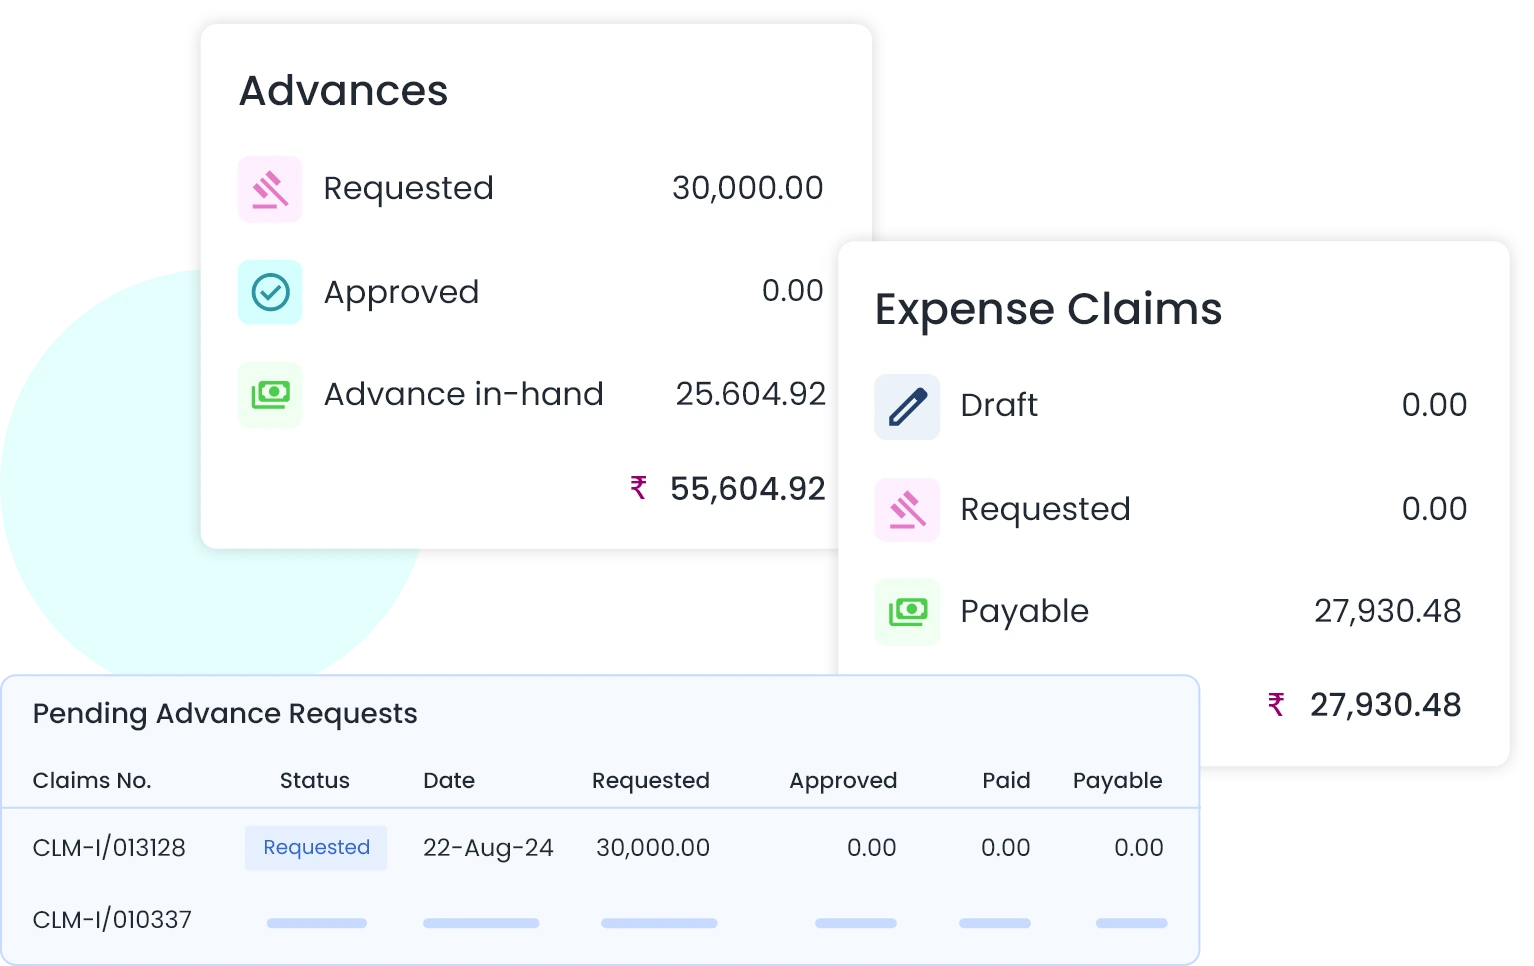 Advances
Requested 30,000.00
Approved 0.00
Advance in-hand 25.604.92
₹ 55,604.92
Expense Claims
Draft 0.00
Requested 0.00
Payable 27,930.48
₹ 27,930.48
Pending Advance Requests
Claims No. Status Date Requested Approved Paid Payable
CLM-I/013128 Requested 22-Aug-24 30,000.00 0.00 0.00 0.00
CLM-I/010337